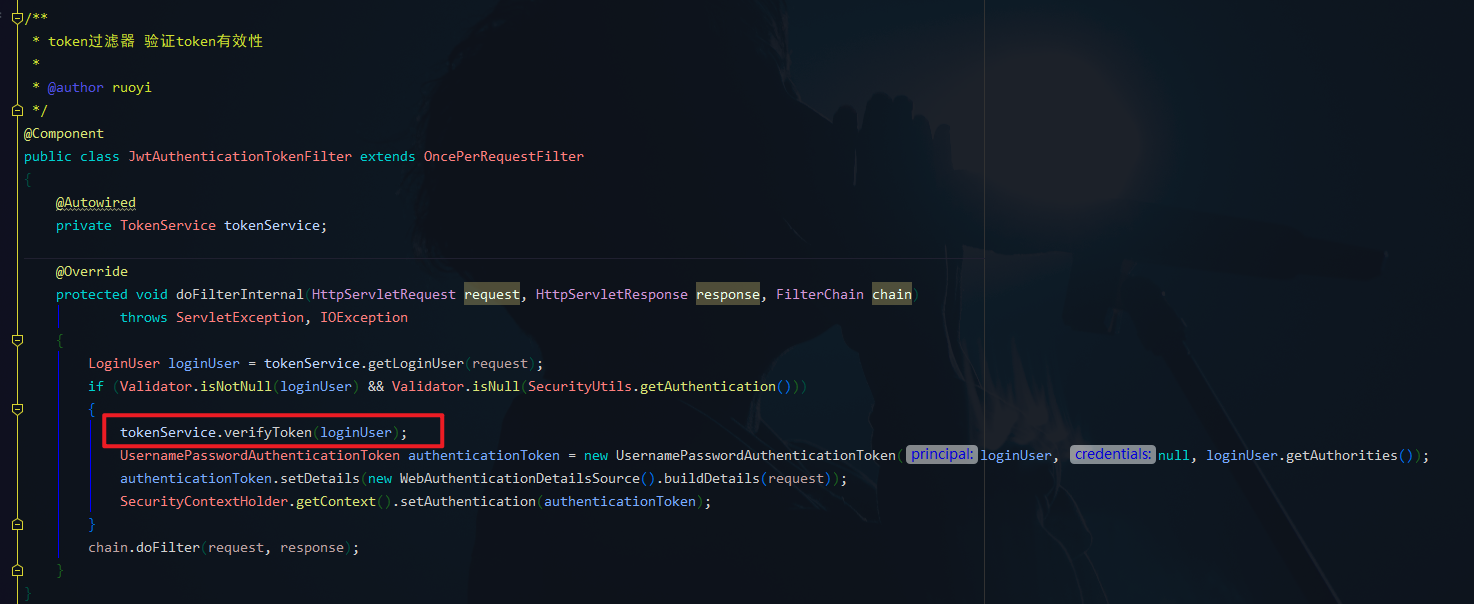 /**
 * token过滤器 验证token有效性
 *
 * @author ruoyi
 */
@Component
public class JwtAuthenticationTokenFilter extends OncePerRequestFilter
{
    @Autowired
    private TokenService tokenService;

    @Override
    protected void doFilterInternal(HttpServletRequest request, HttpServletResponse response, FilterChain chain)
            throws ServletException, IOException
    {
        LoginUser loginUser = tokenService.getLoginUser(request);
        if (Validator.isNotNull(loginUser) && Validator.isNull(SecurityUtils.getAuthentication()))
        {
            tokenService.verifyToken(loginUser);
            UsernamePasswordAuthenticationToken authenticationToken = new UsernamePasswordAuthenticationToken( principal: loginUser, credentials: null, loginUser.getAuthorities());
            authenticationToken.setDetails(new WebAuthenticationDetailsSource().buildDetails(request));
            SecurityContextHolder.getContext().setAuthentication(authenticationToken);
        }
        chain.doFilter(request, response);
    }
}